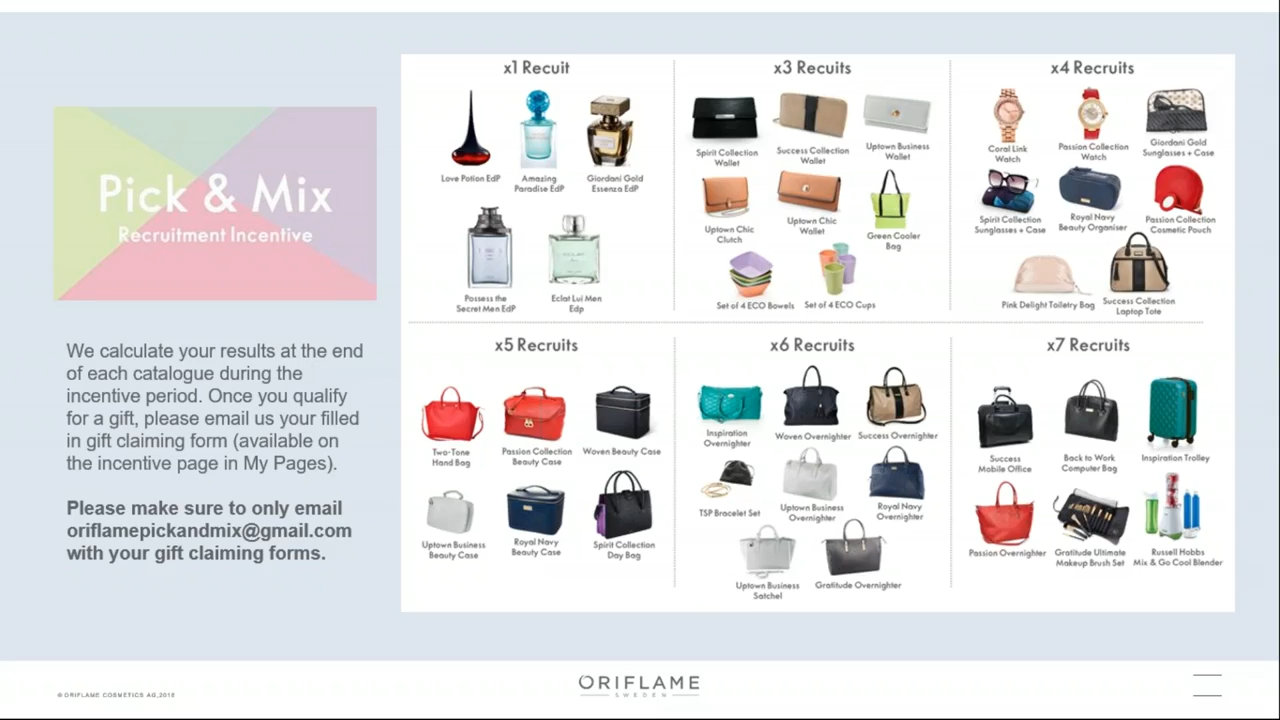 Pick & Mix
Recruitment Incentive
We calculate your results at the end
of each catalogue during the
incentive period. Once you qualify
for a gift, please email us your filled
in gift claiming form (available on
the incentive page in My Pages).
Please make sure to only email
oriflamepickandmix@gmail.com
with your gift claiming forms.
x1 Recuit
Love Potion EdP
Amazing
Paradise EdP
Giordani Gold
Essenza EdP
Possess the
Secret Men EdP
Eclat Lui Men
Edp
x3 Recuits
Spirit Collection
Wallet
Success Collection
Wallet
Uptown Business
Wallet
Uptown Chic
Clutch
Uptown Chic
Wallet
Green Cooler
Bag
Set of 4 ECO Bowels
Set of 4 ECO Cups
x4 Recruits
Coral Link
Watch
Passion Collection
Watch
Giordani Gold
Sunglasses + Case
Spirit Collection
Sunglasses + Case
Royal Navy
Beauty Organiser
Passion Collection
Cosmetic Pouch
Pink Delight Toiletry Bag
Success Collection
Laptop Tote
x5 Recruits
Two-Tone
Hand Bag
Passion Collection
Beauty Case
Woven Beauty Case
Uptown Business
Beauty Case
Royal Navy
Beauty Case
Spirit Collection
Day Bag
x6 Recruits
Inspiration
Overnighter
Woven Overnighter
Success Overnighter
TSP Bracelet Set
Uptown Business
Overnighter
Royal Navy
Overnighter
Uptown Business
Satchel
Gratitude Overnighter
x7 Recruits
Success
Mobile Office
Back to Work
Computer Bag
Inspiration Trolley
Passion Overnighter
Gratitude Ultimate
Makeup Brush Set
Russell Hobbs
Mix & Go Cool Blender
© ORIFLAME COSMETICS AG, 2018
ORIFLAME
SWEDEN